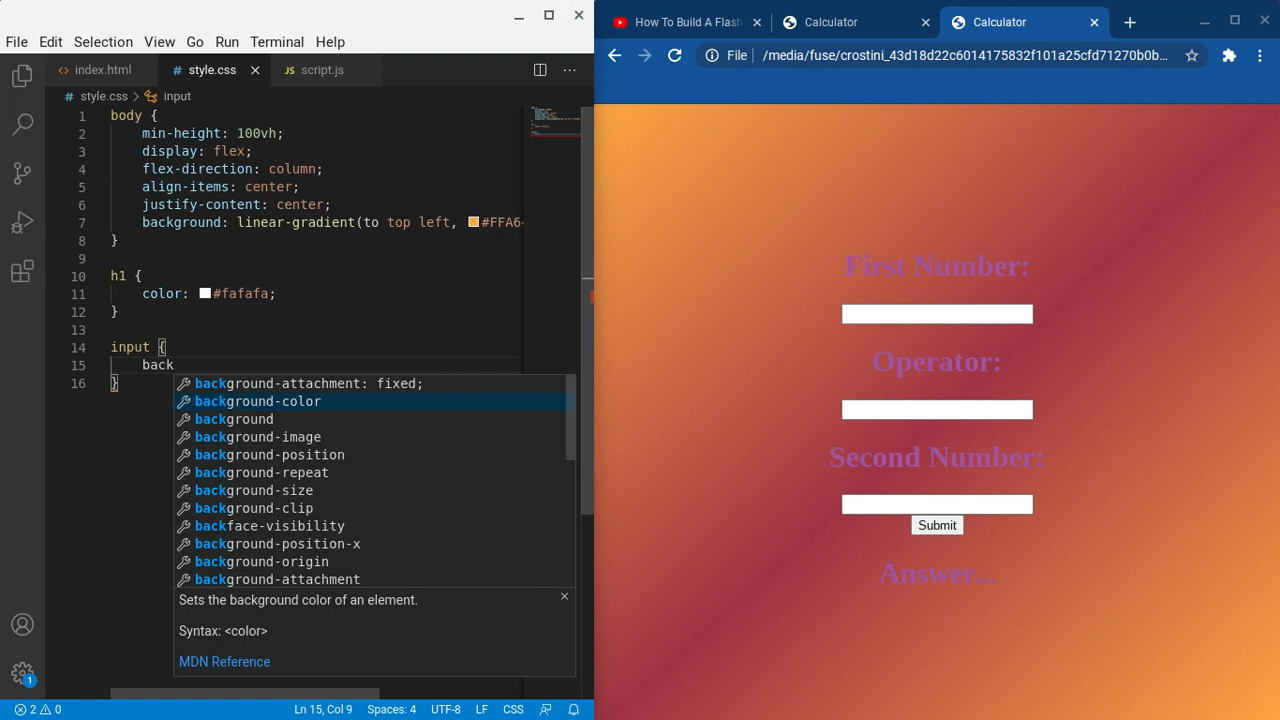 File Edit Selection View Go Run Terminal Help
index.html
style.css
JS script.js
# style.css > input
1 body {
2 min-height: 100vh;
3 display: flex;
4 flex-direction: column;
5 align-items: center;
6 justify-content: center;
7 background: linear-gradient(to top left, #FFA64
8 }
9
10 h1 {
11 color: #fafafa;
12 }
13
14 input {
15 back
16 }
background-attachment: fixed;
background-color
background
background-image
background-position
background-repeat
background-size
background-clip
backface-visibility
background-position-x
background-origin
background-attachment
Sets the background color of an element.
Syntax: <color>
MDN Reference
1
2 0
Ln 15, Col 9
Spaces: 4
UTF-8
LF
CSS
How To Build A Flash
Calculator
Calculator
File /media/fuse/crostini_43d18d22c6014175832f101a25cfd71270b0b…
First Number:
Operator:
Second Number:
Submit
Answer...